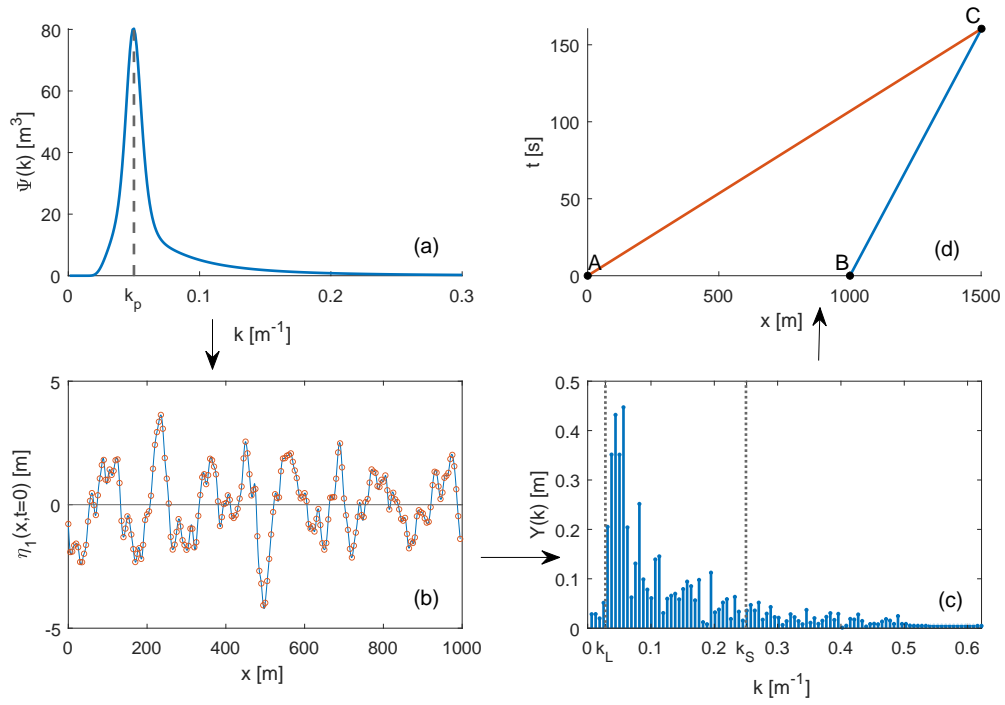 80
60
40
20
0
Ψ(k) [m³]
(a)
0
k_p
0.1
0.2
0.3
k [m⁻¹]
150
100
50
0
t [s]
A
B
C
(d)
0
500
1000
1500
x [m]
5
0
-5
η₁(x,t=0) [m]
(b)
0
200
400
600
800
1000
x [m]
0.5
0.4
0.3
0.2
0.1
0
Y(k) [m]
(c)
0
k_L
0.1
0.2
k_S
0.3
0.4
0.5
0.6
k [m⁻¹]